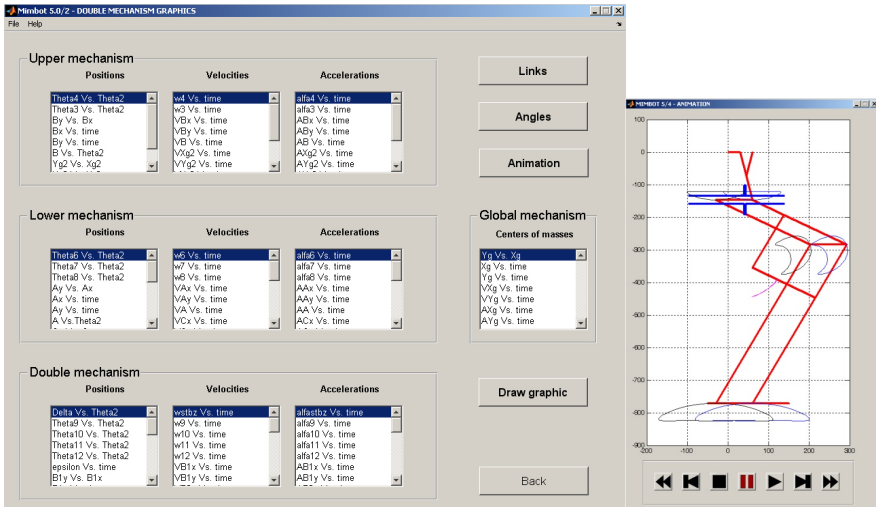 Mimbot 5.0/2 - DOUBLE MECHANISM GRAPHICS
File Help
Upper mechanism
Positions Velocities Accelerations
Theta4 Vs. Theta2
Theta3 Vs. Theta2
By Vs. Bx
Bx Vs. time
By Vs. time
B Vs. Theta2
Yg2 Vs. Xg2
w4 Vs. time
w3 Vs. time
VBx Vs. time
VBy Vs. time
VB Vs. time
VXg2 Vs. time
VYg2 Vs. time
alfa4 Vs. time
alfa3 Vs. time
ABx Vs. time
ABy Vs. time
AB Vs. time
AXg2 Vs. time
AYg2 Vs. time
Links
Angles
Animation
Lower mechanism
Positions Velocities Accelerations
Theta6 Vs. Theta2
Theta7 Vs. Theta2
Theta8 Vs. Theta2
Ay Vs. Ax
Ax Vs. time
Ay Vs. time
A Vs.Theta2
w6 Vs. time
w7 Vs. time
w8 Vs. time
VAx Vs. time
VAy Vs. time
VA Vs. time
VCx Vs. time
alfa6 Vs. time
alfa7 Vs. time
alfa8 Vs. time
AAx Vs. time
AAy Vs. time
AA Vs. time
ACx Vs. time
Global mechanism
Centers of masses
Yg Vs. Xg
Xg Vs. time
Yg Vs. time
VXg Vs. time
VYg Vs. time
AXg Vs. time
AYg Vs. time
Double mechanism
Positions Velocities Accelerations
Delta Vs. Theta2
Theta9 Vs. Theta2
Theta10 Vs. Theta2
Theta11 Vs. Theta2
Theta12 Vs. Theta2
epsilon Vs. time
B1y Vs. B1x
wstbz Vs. time
w9 Vs. time
w10 Vs. time
w11 Vs. time
w12 Vs. time
VB1x Vs. time
VB1y Vs. time
alfastbz Vs. time
alfa9 Vs. time
alfa10 Vs. time
alfa11 Vs. time
alfa12 Vs. time
AB1x Vs. time
AB1y Vs. time
Draw graphic
Back
MIMBOT 5/4 - ANIMATION
100
0
-100
-200
-300
-400
-500
-600
-700
-800
-900
-200 -100 0 100 200 300